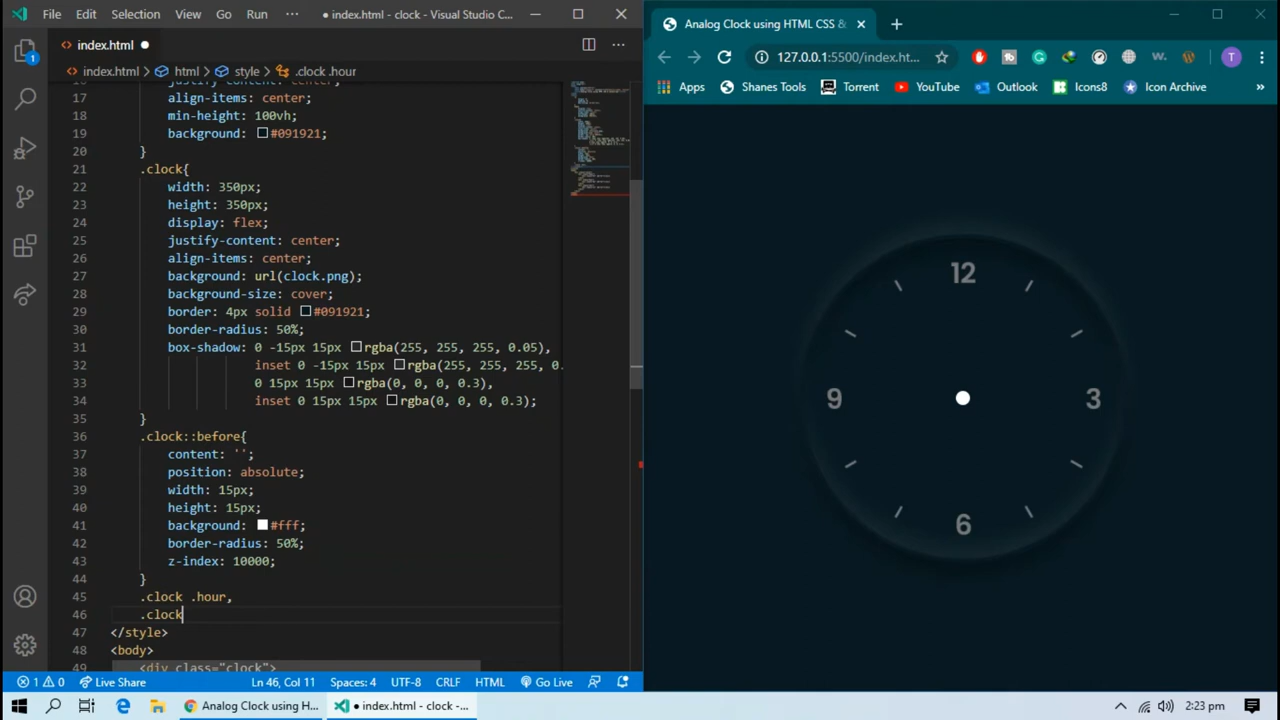 File Edit Selection View Go Run ··· ● index.html - clock - Visual Studio C...
index.html ●
index.html > html > style > .clock .hour
17 align-items: center;
18 min-height: 100vh;
19 background: #091921;
20 }
21 .clock{
22 width: 350px;
23 height: 350px;
24 display: flex;
25 justify-content: center;
26 align-items: center;
27 background: url(clock.png);
28 background-size: cover;
29 border: 4px solid #091921;
30 border-radius: 50%;
31 box-shadow: 0 -15px 15px rgba(255, 255, 255, 0.05),
32 inset 0 -15px 15px rgba(255, 255, 255, 0.
33 0 15px 15px rgba(0, 0, 0, 0.3),
34 inset 0 15px 15px rgba(0, 0, 0, 0.3);
35 }
36 .clock::before{
37 content: '';
38 position: absolute;
39 width: 15px;
40 height: 15px;
41 background: #fff;
42 border-radius: 50%;
43 z-index: 10000;
44 }
45 .clock .hour,
46 .clock
47 </style>
48 <body>
49 <div class="clock">
1
1 0 Live Share Ln 46, Col 11 Spaces: 4 UTF-8 CRLF HTML Go Live
Analog Clock using HTML CSS &
127.0.0.1:5500/index.ht...
T
Apps Shanes Tools Torrent YouTube Outlook Icons8 Icon Archive »
12
9 3
6
Analog Clock using H... ● index.html - clock -... 2:23 pm